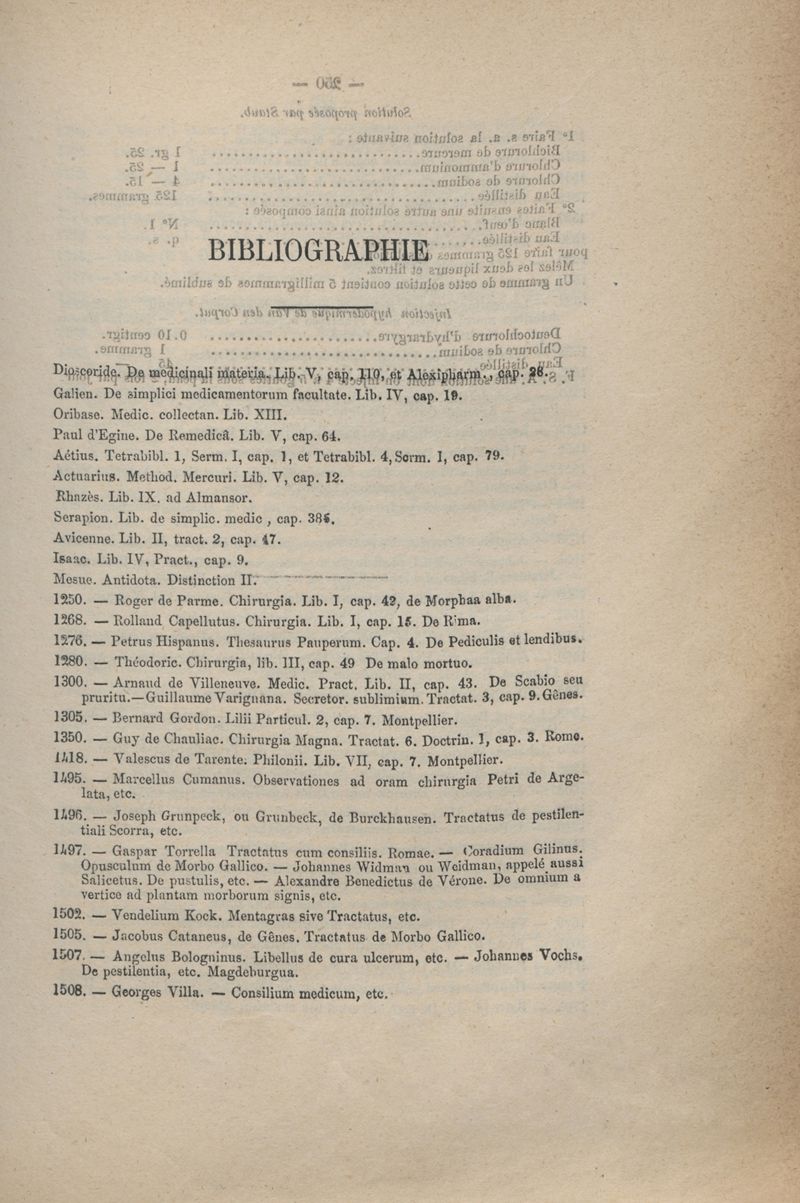 BIBLIOGRAPHIE
Dioscoride. De medicinali materia. Lib. V, cap. 110, et Alexipharm., cap. 26.
Galien. De simplici medicamentorum facultate. Lib. IV, cap. 19.
Oribase. Medic. collectan. Lib. XIII.
Paul d'Egine. De Remedicâ. Lib. V, cap. 64.
Aétius. Tetrabibl. 1, Serm. I, cap. 1, et Tetrabibl. 4, Serm. I, cap. 79.
Actuarius. Method. Mercuri. Lib. V, cap. 12.
Rhazès. Lib. IX. ad Almansor.
Serapion. Lib. de simplic. medic , cap.
Avicenne. Lib. II, tract. 2, cap. 47.
Isaac. Lib. IV, Pract., cap. 9.
Mesue. Antidota. Distinction II.
1250. — Roger de Parme. Chirurgia. Lib. I, cap. 42, de Morphaa alba.
1268. — Rolland Capellutus. Chirurgia. Lib. I, cap. 15. De Rima.
1276. — Petrus Hispanus. Thesaurus Pauperum. Cap. 4. De Pediculis et lendibus.
1280. — Théodoric. Chirurgia, lib. III, cap. 49 De malo mortuo.
1300. — Arnaud de Villeneuve. Medic. Pract. Lib. II, cap. 43. De Scabio seu
pruritu.—Guillaume Varignana. Secretor. sublimium. Tractat. 3, cap. 9. Gênes.
1305. — Bernard Gordon. Lilii Particul. 2, cap. 7. Montpellier.
1350. — Guy de Chauliac. Chirurgia Magna. Tractat. 6. Doctrin. 1, cap. 3. Rome.
1418. — Valescus de Tarente. Philonii. Lib. VII, cap. 7. Montpellier.
1495. — Marcellus Cumanus. Observationes ad oram chirurgia Petri de Arge-
lata, etc.
1496. — Joseph Grunpeck, ou Grunbeck, de Burckhausen. Tractatus de pestilen-
tiali Scorra, etc.
1497. — Gaspar Torrella Tractatus cum consiliis. Romae. — Coradium Gilinus.
Opusculum de Morbo Gallico. — Johannes Widman ou Weidman, appelé aussi
Salicetus. De pustulis, etc. — Alexandre Benedictus de Vérone. De omnium a
vertice ad plantam morborum signis, etc.
1502. — Vendelium Kock. Mentagras sive Tractatus, etc.
1505. — Jacobus Cataneus, de Gênes. Tractatus de Morbo Gallico.
1507. — Angelus Bologninus. Libellus de cura ulcerum, etc. — Johannes Vochs.
De pestilentia, etc. Magdeburgua.
1508. — Georges Villa. — Consilium medicum, etc.